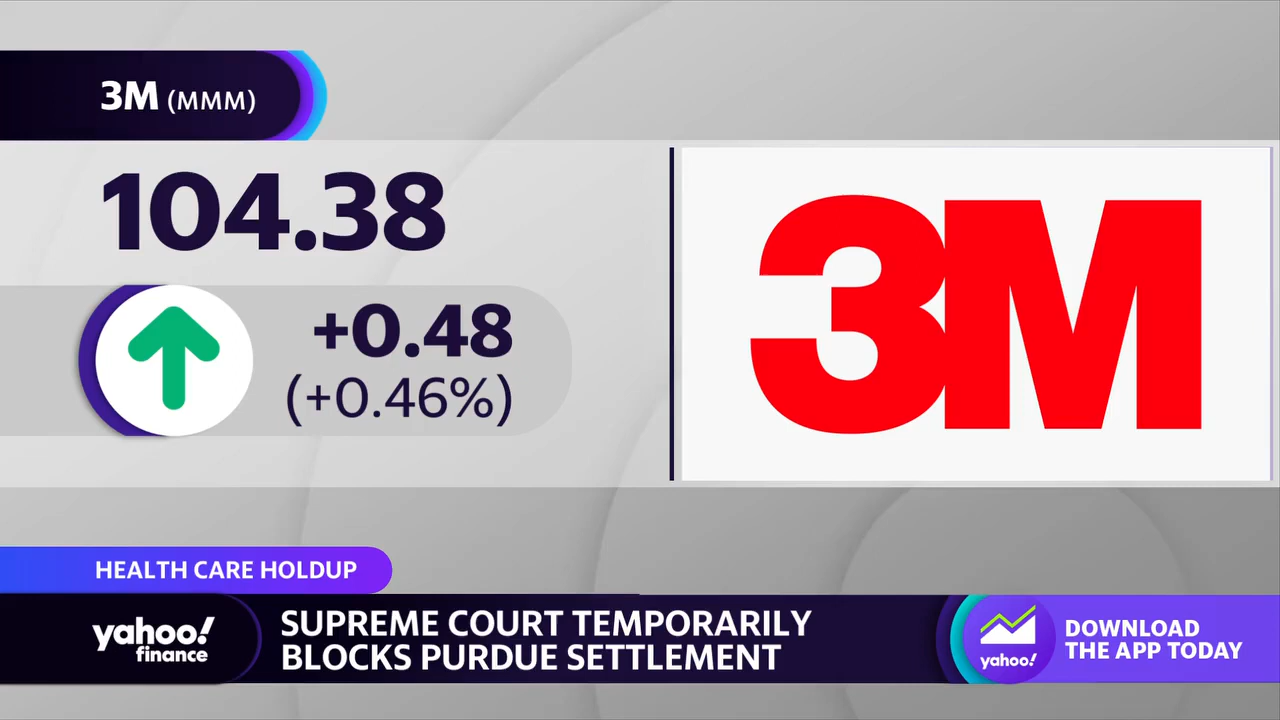 3M (MMM)
104.38
+0.48
(+0.46%)
3M
HEALTH CARE HOLDUP
yahoo!
finance
SUPREME COURT TEMPORARILY
BLOCKS PURDUE SETTLEMENT
yahoo!
DOWNLOAD
THE APP TODAY